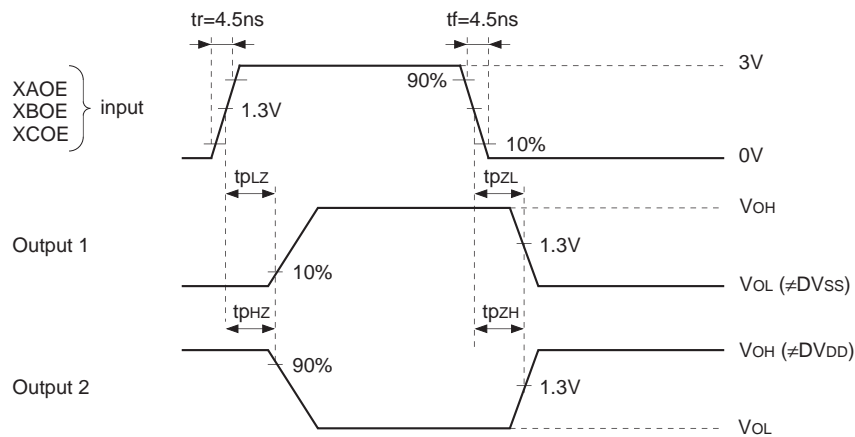 tr=4.5ns
tf=4.5ns
3V
90%
XAOE
XBOE
XCOE
input
1.3V
10%
0V
tpLZ
tpZL
VOH
Output 1
1.3V
10%
VOL (≠DVSS)
tpHZ
tpZH
VOH (≠DVDD)
90%
Output 2
1.3V
VOL